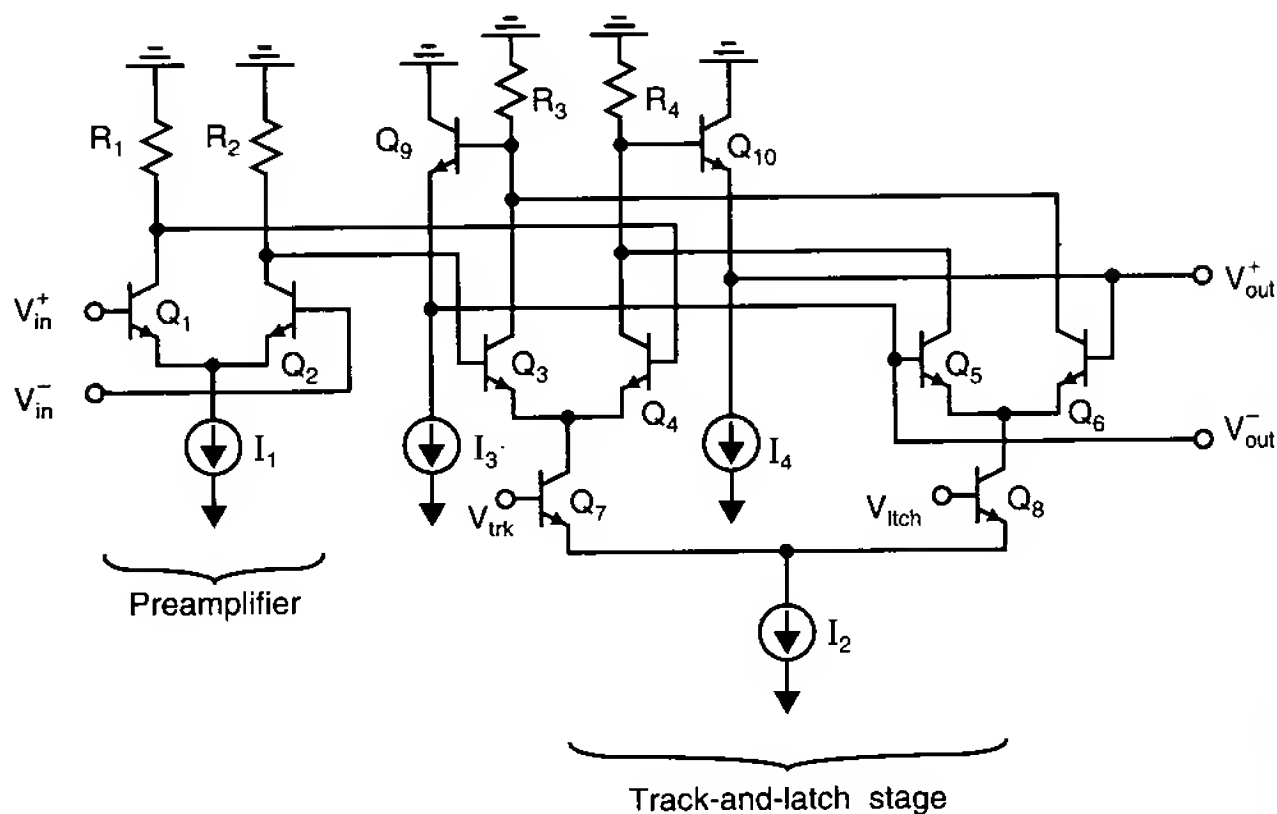 R₁
R₂
Q₉
R₃
R₄
Q₁₀
V⁺in
Q₁
Q₂
V⁻in
I₁
I₃
Q₃
Q₄
I₄
Q₅
Q₆
V⁺out
V⁻out
Vtrk
Q₇
Vltch
Q₈
I₂
Preamplifier
Track-and-latch stage